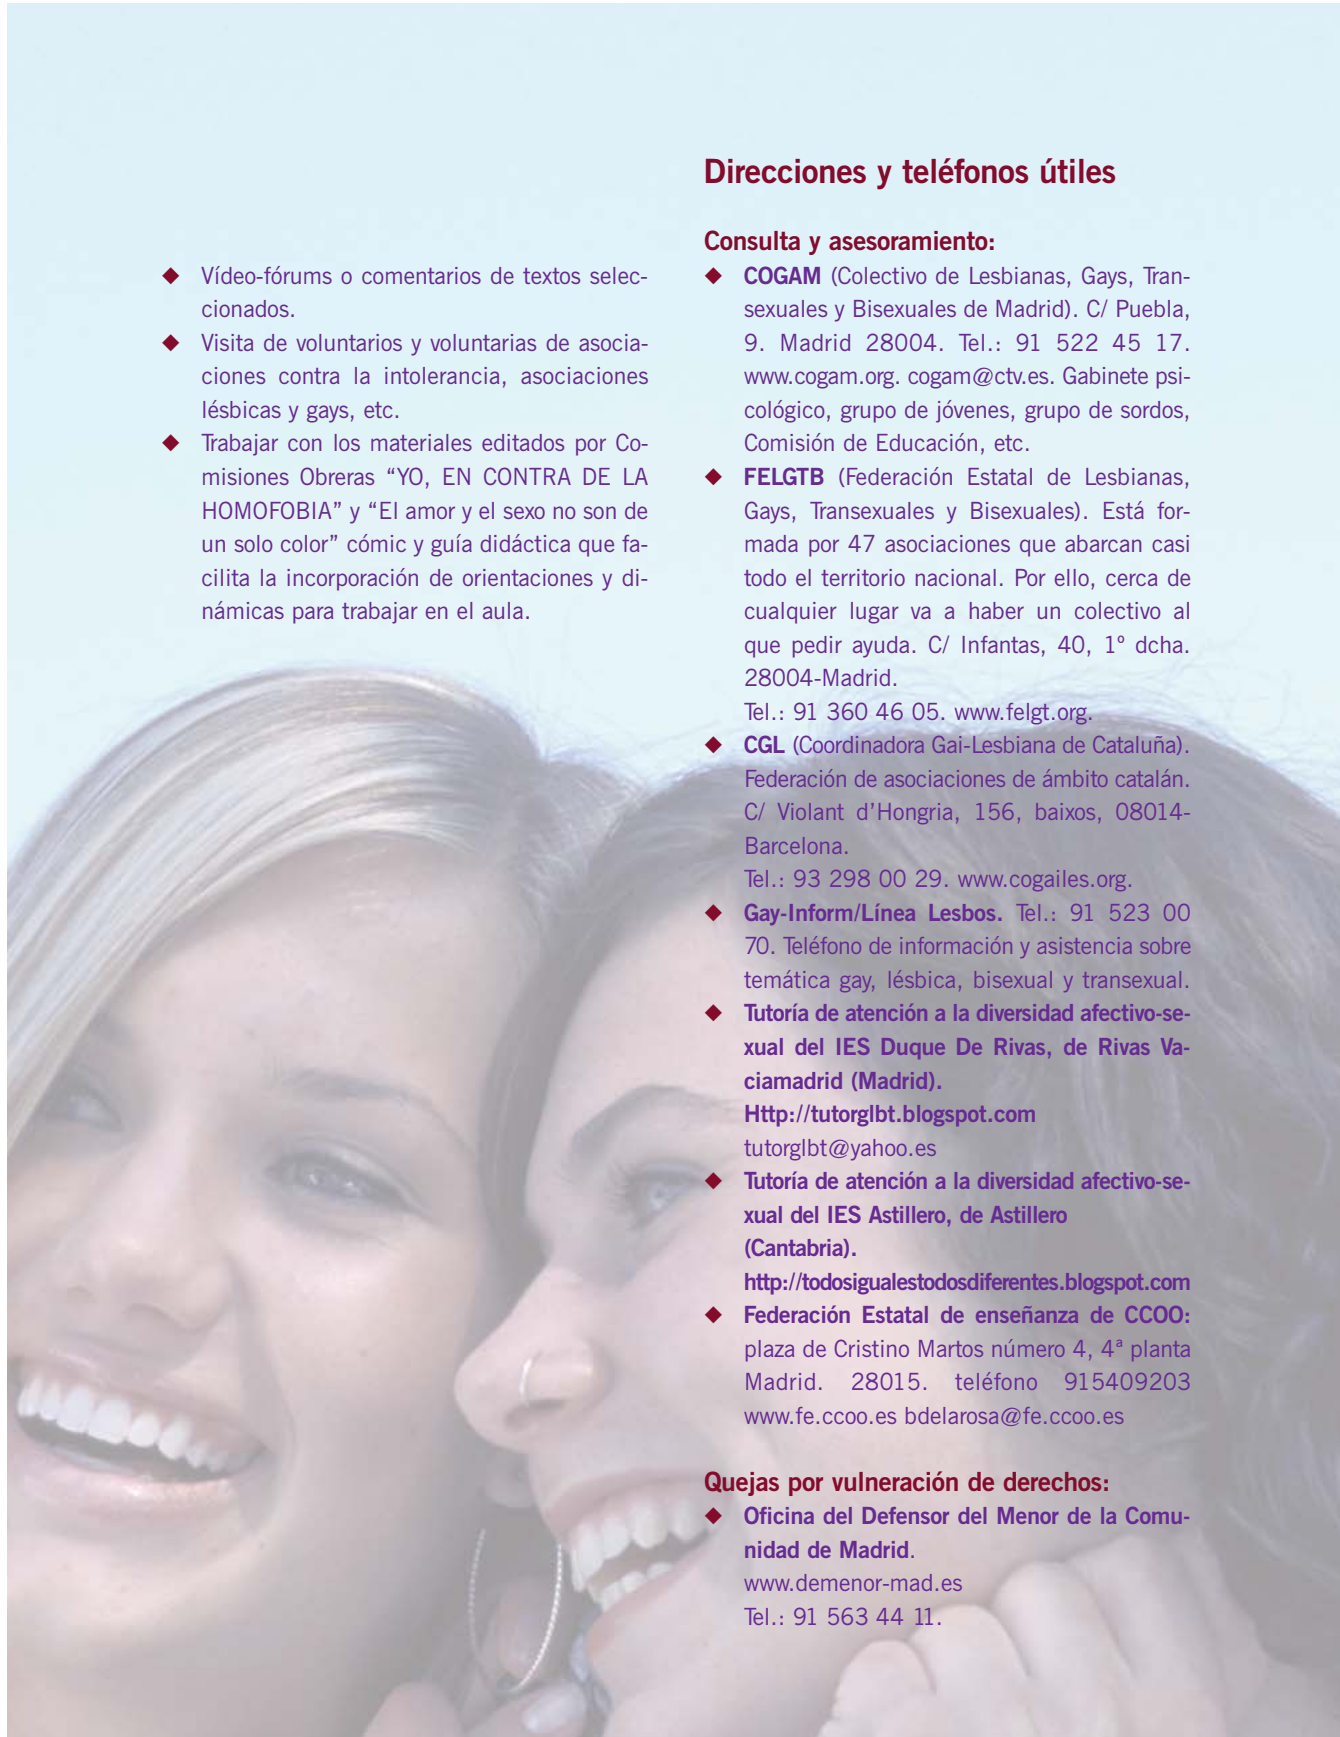 ◆ Vídeo-fórums o comentarios de textos selec-
cionados.
◆ Visita de voluntarios y voluntarias de asocia-
ciones contra la intolerancia, asociaciones
lésbicas y gays, etc.
◆ Trabajar con los materiales editados por Co-
misiones Obreras “YO, EN CONTRA DE LA
HOMOFOBIA” y “El amor y el sexo no son de
un solo color” cómic y guía didáctica que fa-
cilita la incorporación de orientaciones y di-
námicas para trabajar en el aula.
Direcciones y teléfonos útiles
Consulta y asesoramiento:
◆ COGAM (Colectivo de Lesbianas, Gays, Tran-
sexuales y Bisexuales de Madrid). C/ Puebla,
9. Madrid 28004. Tel.: 91 522 45 17.
www.cogam.org. cogam@ctv.es. Gabinete psi-
cológico, grupo de jóvenes, grupo de sordos,
Comisión de Educación, etc.
◆ FELGTB (Federación Estatal de Lesbianas,
Gays, Transexuales y Bisexuales). Está for-
mada por 47 asociaciones que abarcan casi
todo el territorio nacional. Por ello, cerca de
cualquier lugar va a haber un colectivo al
que pedir ayuda. C/ Infantas, 40, 1º dcha.
28004-Madrid.
Tel.: 91 360 46 05. www.felgt.org.
◆ CGL (Coordinadora Gai-Lesbiana de Cataluña).
Federación de asociaciones de ámbito catalán.
C/ Violant d’Hongria, 156, baixos, 08014-
Barcelona.
Tel.: 93 298 00 29. www.cogailes.org.
◆ Gay-Inform/Línea Lesbos. Tel.: 91 523 00
70. Teléfono de información y asistencia sobre
temática gay, lésbica, bisexual y transexual.
◆ Tutoría de atención a la diversidad afectivo-se-
xual del IES Duque De Rivas, de Rivas Va-
ciamadrid (Madrid).
Http://tutorglbt.blogspot.com
tutorglbt@yahoo.es
◆ Tutoría de atención a la diversidad afectivo-se-
xual del IES Astillero, de Astillero
(Cantabria).
http://todosigualestodosdiferentes.blogspot.com
◆ Federación Estatal de enseñanza de CCOO:
plaza de Cristino Martos número 4, 4ª planta
Madrid. 28015. teléfono 915409203
www.fe.ccoo.es bdelarosa@fe.ccoo.es
Quejas por vulneración de derechos:
◆ Oficina del Defensor del Menor de la Comu-
nidad de Madrid.
www.demenor-mad.es
Tel.: 91 563 44 11.